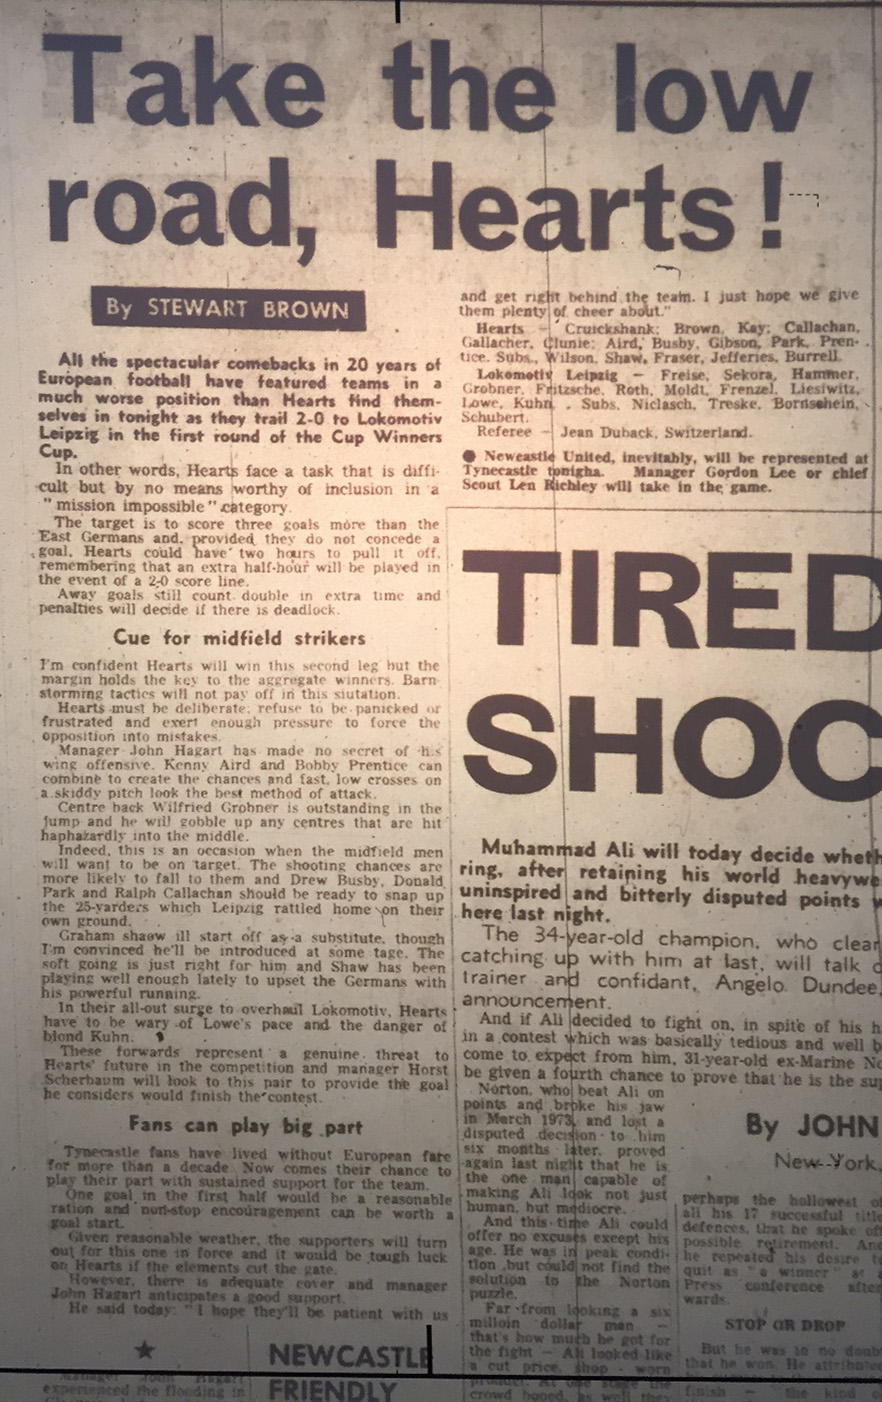 Take the low
road, Hearts!
By STEWART BROWN
All the spectacular comebacks in 20 years of
European football have featured teams in a
much worse position than Hearts find them-
selves in tonight as they trail 2-0 to Lokomotiv
Leipzig in the first round of the Cup Winners
Cup.
In other words, Hearts face a task that is diffi-
cult but by no means worthy of inclusion in a
"mission impossible" category.
The target is to score three goals more than the
East Germans and, provided they do not concede a
goal, Hearts could have two hours to pull it off,
remembering that an extra half-hour will be played in
the event of a 2-0 score line.
Away goals still count double in extra time and
penalties will decide if there is deadlock.
Cue for midfield strikers
I'm confident Hearts will win this second leg but the
margin holds the key to the aggregate winners. Barn-
storming tactics will not pay off in this siutation.
Hearts must be deliberate; refuse to be panicked or
frustrated and exert enough pressure to force the
opposition into mistakes.
Manager John Hagart has made no secret of his
wing offensive. Kenny Aird and Bobby Prentice can
combine to create the chances and fast, low crosses on
a skiddy pitch look the best method of attack.
Centre back Wilfried Grobner is outstanding in the
jump and he will gobble up any centres that are hit
haphazardly into the middle.
Indeed, this is an occasion when the midfield men
will want to be on target. The shooting chances are
more likely to fall to them and Drew Busby, Donald
Park and Ralph Callachan should be ready to snap up
the 25-yarders which Leipzig rattled home on their
own ground.
Graham shaow ill start off as a substitute, though
I'm convinced he'll be introduced at some tage. The
soft going is just right for him and Shaw has been
playing well enough lately to upset the Germans with
his powerful running.
In their all-out surge to overhaul Lokomotiv, Hearts
have to be wary of Lowe's pace and the danger of
blond Kuhn.
These forwards represent a genuine threat to
Hearts' future in the competition and manager Horst
Scherbaum will look to this pair to provide the goal
he considers would finish the contest.
Fans can play big part
Tynecastle fans have lived without European fare
for more than a decade. Now comes their chance to
play their part with sustained support for the team.
One goal in the first half would be a reasonable
ration and non-stop encouragement can be worth a
goal start.
Given reasonable weather, the supporters will turn
out for this one in force and it would be tough luck
on Hearts if the elements cut the gate.
However, there is adequate cover and manager
John Hagart anticipates a good support.
He said today: "I hope they'll be patient with us
and get right behind the team. I just hope we give
them plenty of cheer about."
Hearts — Cruickshank; Brown, Kay; Callachan,
Gallacher, Clunie; Aird, Busby, Gibson, Park, Pren-
tice. Subs., Wilson, Shaw, Fraser, Jefferies, Burrell.
Lokomotiv Leipzig — Freise, Sekora, Hammer,
Grobner, Fritzsche, Roth, Moldt, Frenzel, Liesiwitz,
Lowe, Kuhn. Subs, Niclasch, Treske, Bornschein,
Schubert.
Referee — Jean Duback, Switzerland.
● Newcastle United, inevitably, will be represented at
Tynecastle tonigha. Manager Gordon Lee or chief
Scout Len Richley will take in the game.
TIRED
SHOC
Muhammad Ali will today decide wheth
ring, after retaining his world heavywe
uninspired and bitterly disputed points
here last night.
The 34-year-old champion, who clear
catching up with him at last, will talk
trainer and confidant, Angelo Dundee,
announcement.
And if Ali decided to fight on, in spite of his h
in a contest which was basically tedious and well b
come to expect from him, 31-year-old ex-Marine
be given a fourth chance to prove that he is the
Norton, who beat Ali on
points and broke his jaw
in March 1973, and lost a
disputed decision to him
six months later, proved
again last night that he is
the one man capable of
making Ali look not just
human, but mediocre.
And this time Ali could
offer no excuses except his
age. He was in peak condi-
tion but could not find the
solution to the Norton
puzzle.
Far from looking a six
milloin dollar man —
that's how much he got for
the fight — Ali looked like
a cut price, shop-worn
product. At one stage the
crowd booed, as well they
By JOHN
New York,
perhaps the hollowest of
all his 17 successful title
defences, that he spoke off
possible retirement. And
he repeated his desire to
quit as "a winner" at a
Press conference after-
wards.
STOP OR DROP
But he was in no doubt
that he won. He attributed
finish — the kind
★
Manager John Hagart
experienced the flooding in
NEWCASTLE
FRIENDLY